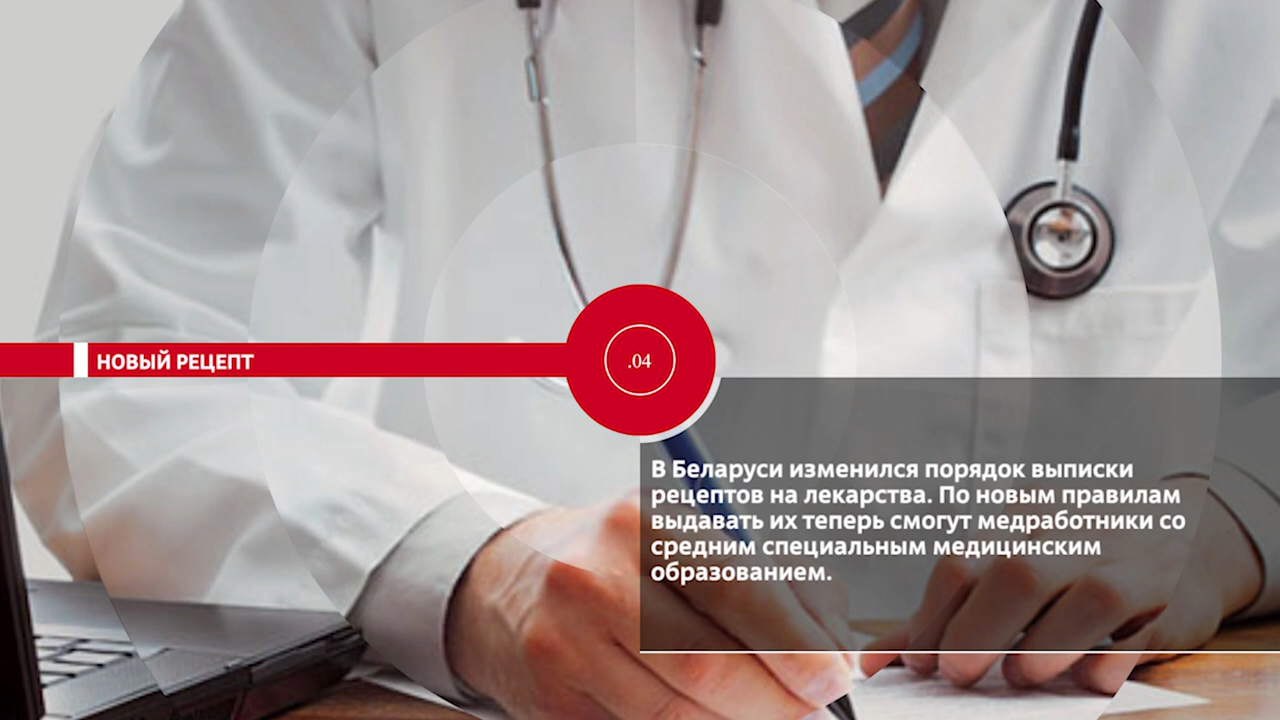 НОВЫЙ РЕЦЕПТ
.04
В Беларуси изменился порядок выписки
рецептов на лекарства. По новым правилам
выдавать их теперь смогут медработники со
средним специальным медицинским
образованием.